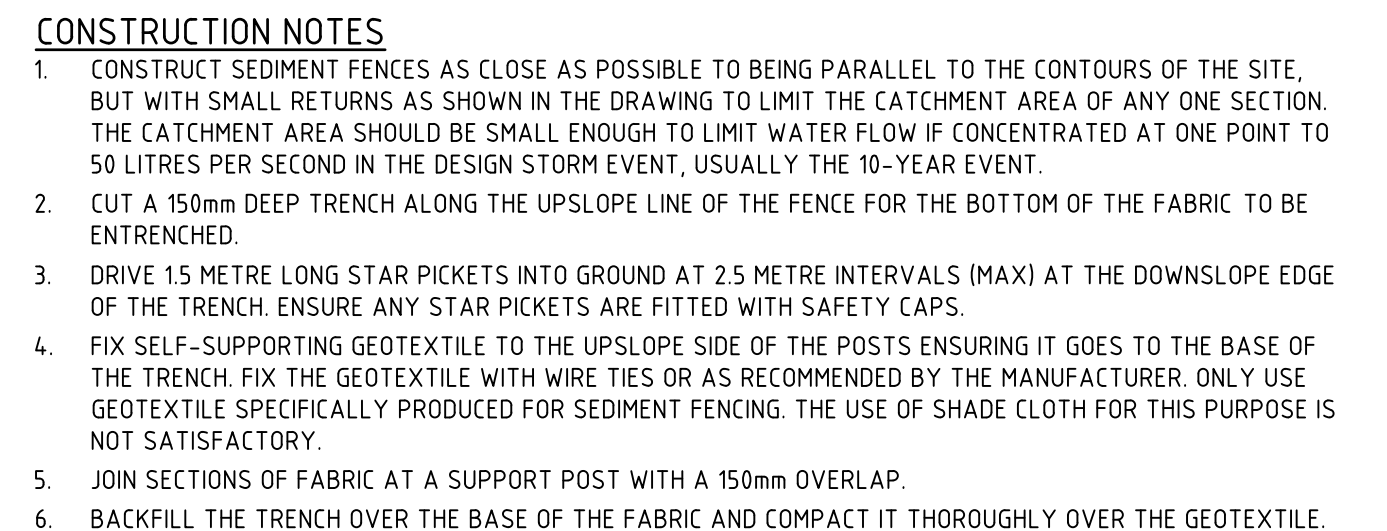 CONSTRUCTION NOTES
1. CONSTRUCT SEDIMENT FENCES AS CLOSE AS POSSIBLE TO BEING PARALLEL TO THE CONTOURS OF THE SITE,
BUT WITH SMALL RETURNS AS SHOWN IN THE DRAWING TO LIMIT THE CATCHMENT AREA OF ANY ONE SECTION.
THE CATCHMENT AREA SHOULD BE SMALL ENOUGH TO LIMIT WATER FLOW IF CONCENTRATED AT ONE POINT TO
50 LITRES PER SECOND IN THE DESIGN STORM EVENT, USUALLY THE 10-YEAR EVENT.
2. CUT A 150mm DEEP TRENCH ALONG THE UPSLOPE LINE OF THE FENCE FOR THE BOTTOM OF THE FABRIC TO BE
ENTRENCHED.
3. DRIVE 1.5 METRE LONG STAR PICKETS INTO GROUND AT 2.5 METRE INTERVALS (MAX) AT THE DOWNSLOPE EDGE
OF THE TRENCH. ENSURE ANY STAR PICKETS ARE FITTED WITH SAFETY CAPS.
4. FIX SELF-SUPPORTING GEOTEXTILE TO THE UPSLOPE SIDE OF THE POSTS ENSURING IT GOES TO THE BASE OF
THE TRENCH. FIX THE GEOTEXTILE WITH WIRE TIES OR AS RECOMMENDED BY THE MANUFACTURER. ONLY USE
GEOTEXTILE SPECIFICALLY PRODUCED FOR SEDIMENT FENCING. THE USE OF SHADE CLOTH FOR THIS PURPOSE IS
NOT SATISFACTORY.
5. JOIN SECTIONS OF FABRIC AT A SUPPORT POST WITH A 150mm OVERLAP.
6. BACKFILL THE TRENCH OVER THE BASE OF THE FABRIC AND COMPACT IT THOROUGHLY OVER THE GEOTEXTILE.